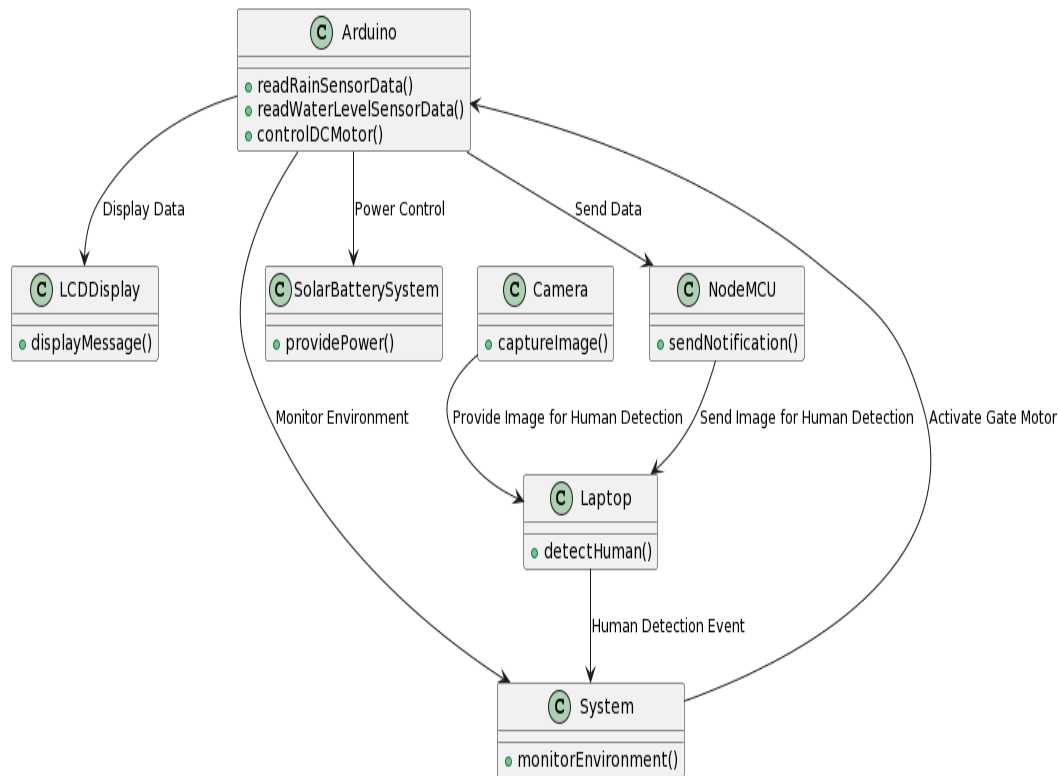 C Arduino
readRainSensorData()
readWaterLevelSensorData()
controlDCMotor()
Display Data
Power Control
Send Data
C LCDDisplay
displayMessage()
C SolarBatterySystem
providePower()
C Camera
captureImage()
C NodeMCU
sendNotification()
Monitor Environment
Provide Image for Human Detection
Send Image for Human Detection
Activate Gate Motor
C Laptop
detectHuman()
Human Detection Event
C System
monitorEnvironment()